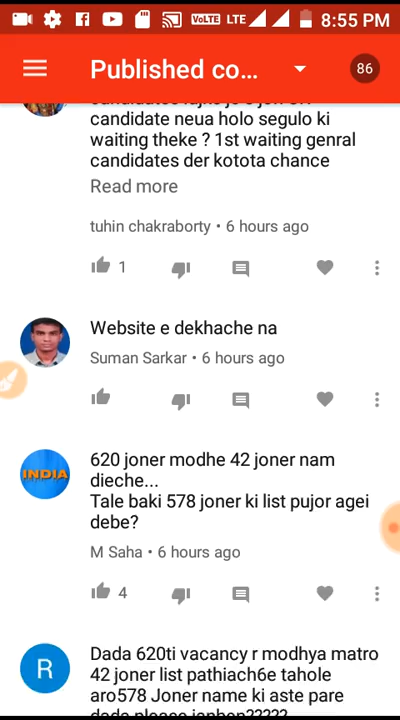 VoLTE LTE 8:55 PM
Published co... 86
candidate neua holo segulo ki
waiting theke ? 1st waiting genral
candidates der kotota chance
Read more
tuhin chakraborty • 6 hours ago
1
Website e dekhache na
Suman Sarkar • 6 hours ago
INDIA
620 joner modhe 42 joner nam
dieche...
Tale baki 578 joner ki list pujor agei
debe?
M Saha • 6 hours ago
4
R
Dada 620ti vacancy r modhya matro
42 joner list pathiach6e tahole
aro578 Joner name ki aste pare